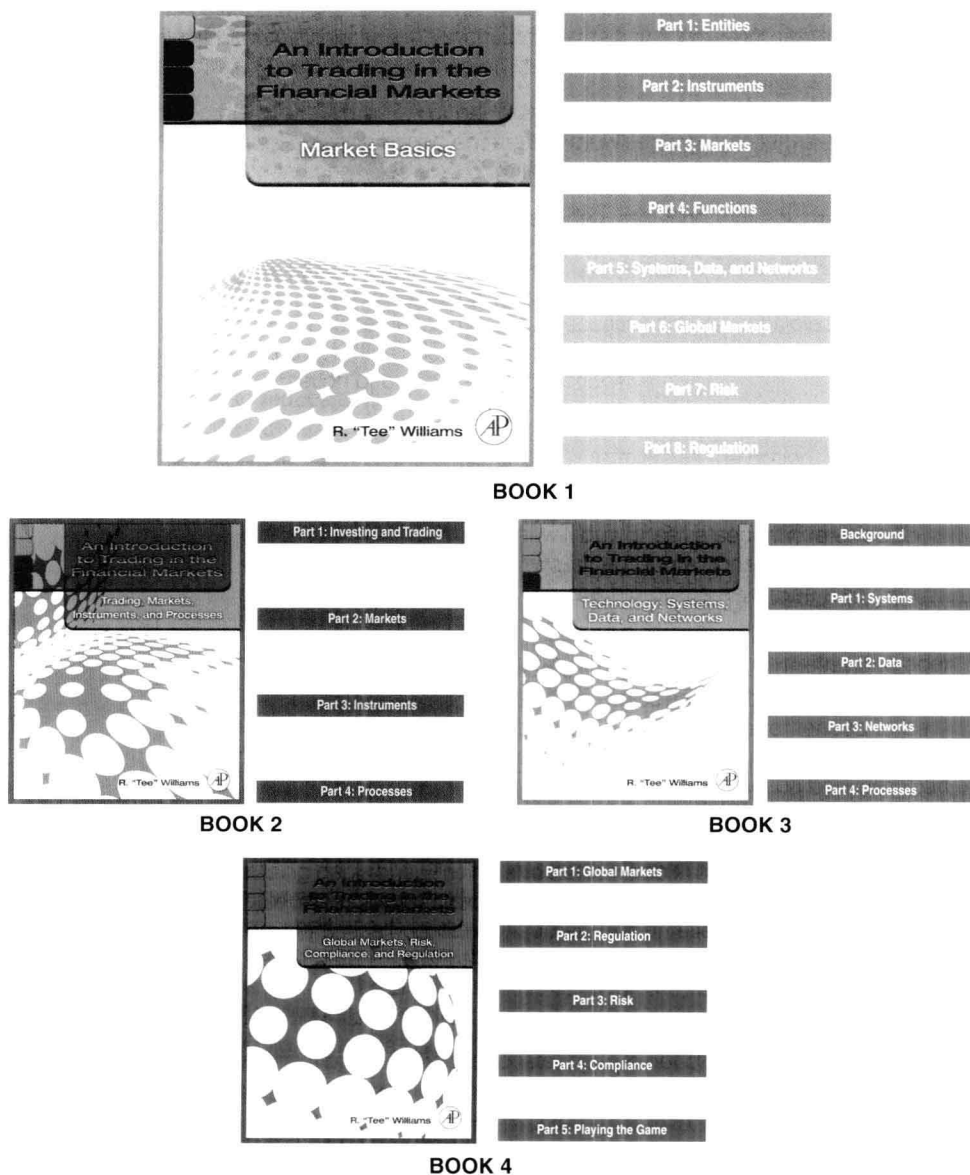 An Introduction
to Trading in the
Financial Markets
Market Basics
R. "Tee" Williams
AP
Part 1: Entities
Part 2: Instruments
Part 3: Markets
Part 4: Functions
Part 5: Systems, Data, and Networks
Part 6: Global Markets
Part 7: Risk
Part 8: Regulation
BOOK 1
An Introduction
to Trading in the
Financial Markets
Trading, Markets,
Instruments, and Processes
R. "Tee" Williams
AP
Part 1: Investing and Trading
Part 2: Markets
Part 3: Instruments
Part 4: Processes
BOOK 2
An Introduction
to Trading in the
Financial Markets
Technology, Systems,
Data, and Networks
R. "Tee" Williams
AP
Background
Part 1: Systems
Part 2: Data
Part 3: Networks
Part 4: Processes
BOOK 3
An Introduction
to Trading in the
Financial Markets
Global Markets, Risk,
Compliance, and Regulation
R. "Tee" Williams
AP
Part 1: Global Markets
Part 2: Regulation
Part 3: Risk
Part 4: Compliance
Part 5: Playing the Game
BOOK 4